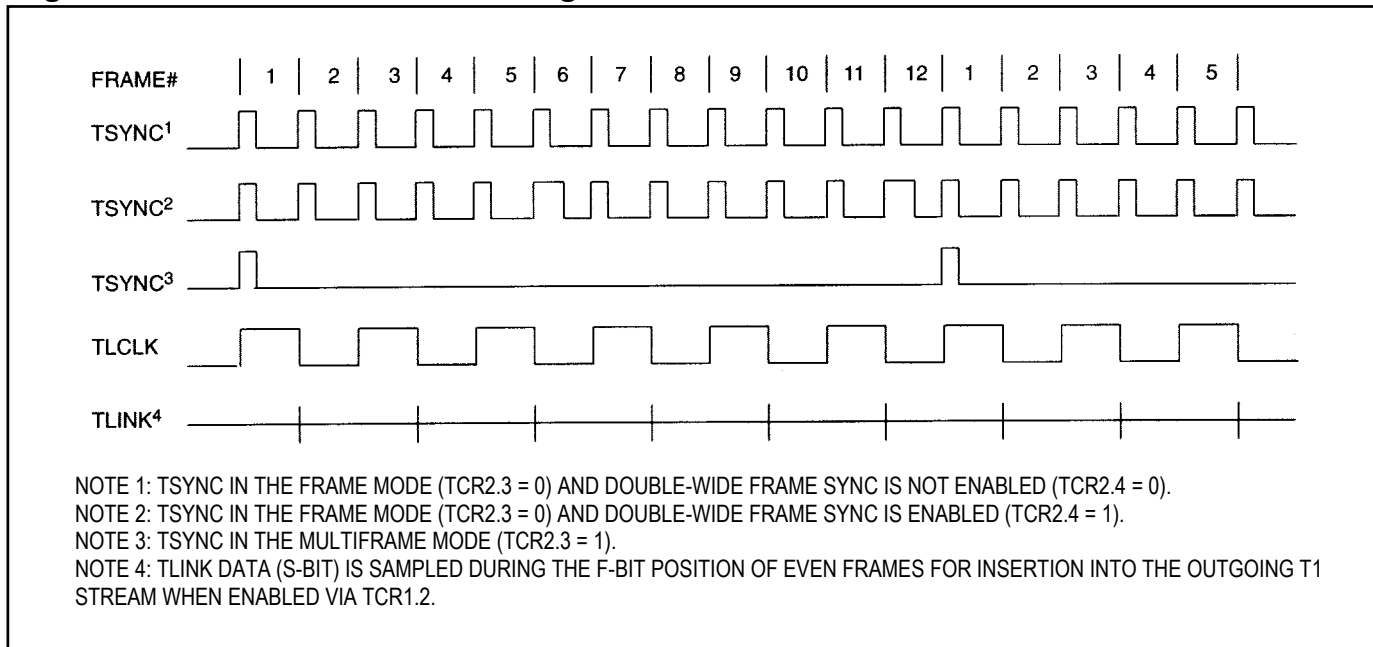 FRAME# 1 2 3 4 5 6 7 8 9 10 11 12 1 2 3 4 5
TSYNC¹
TSYNC²
TSYNC³
TLCLK
TLINK⁴
NOTE 1: TSYNC IN THE FRAME MODE (TCR2.3 = 0) AND DOUBLE-WIDE FRAME SYNC IS NOT ENABLED (TCR2.4 = 0).
NOTE 2: TSYNC IN THE FRAME MODE (TCR2.3 = 0) AND DOUBLE-WIDE FRAME SYNC IS ENABLED (TCR2.4 = 1).
NOTE 3: TSYNC IN THE MULTIFRAME MODE (TCR2.3 = 1).
NOTE 4: TLINK DATA (S-BIT) IS SAMPLED DURING THE F-BIT POSITION OF EVEN FRAMES FOR INSERTION INTO THE OUTGOING T1
STREAM WHEN ENABLED VIA TCR1.2.